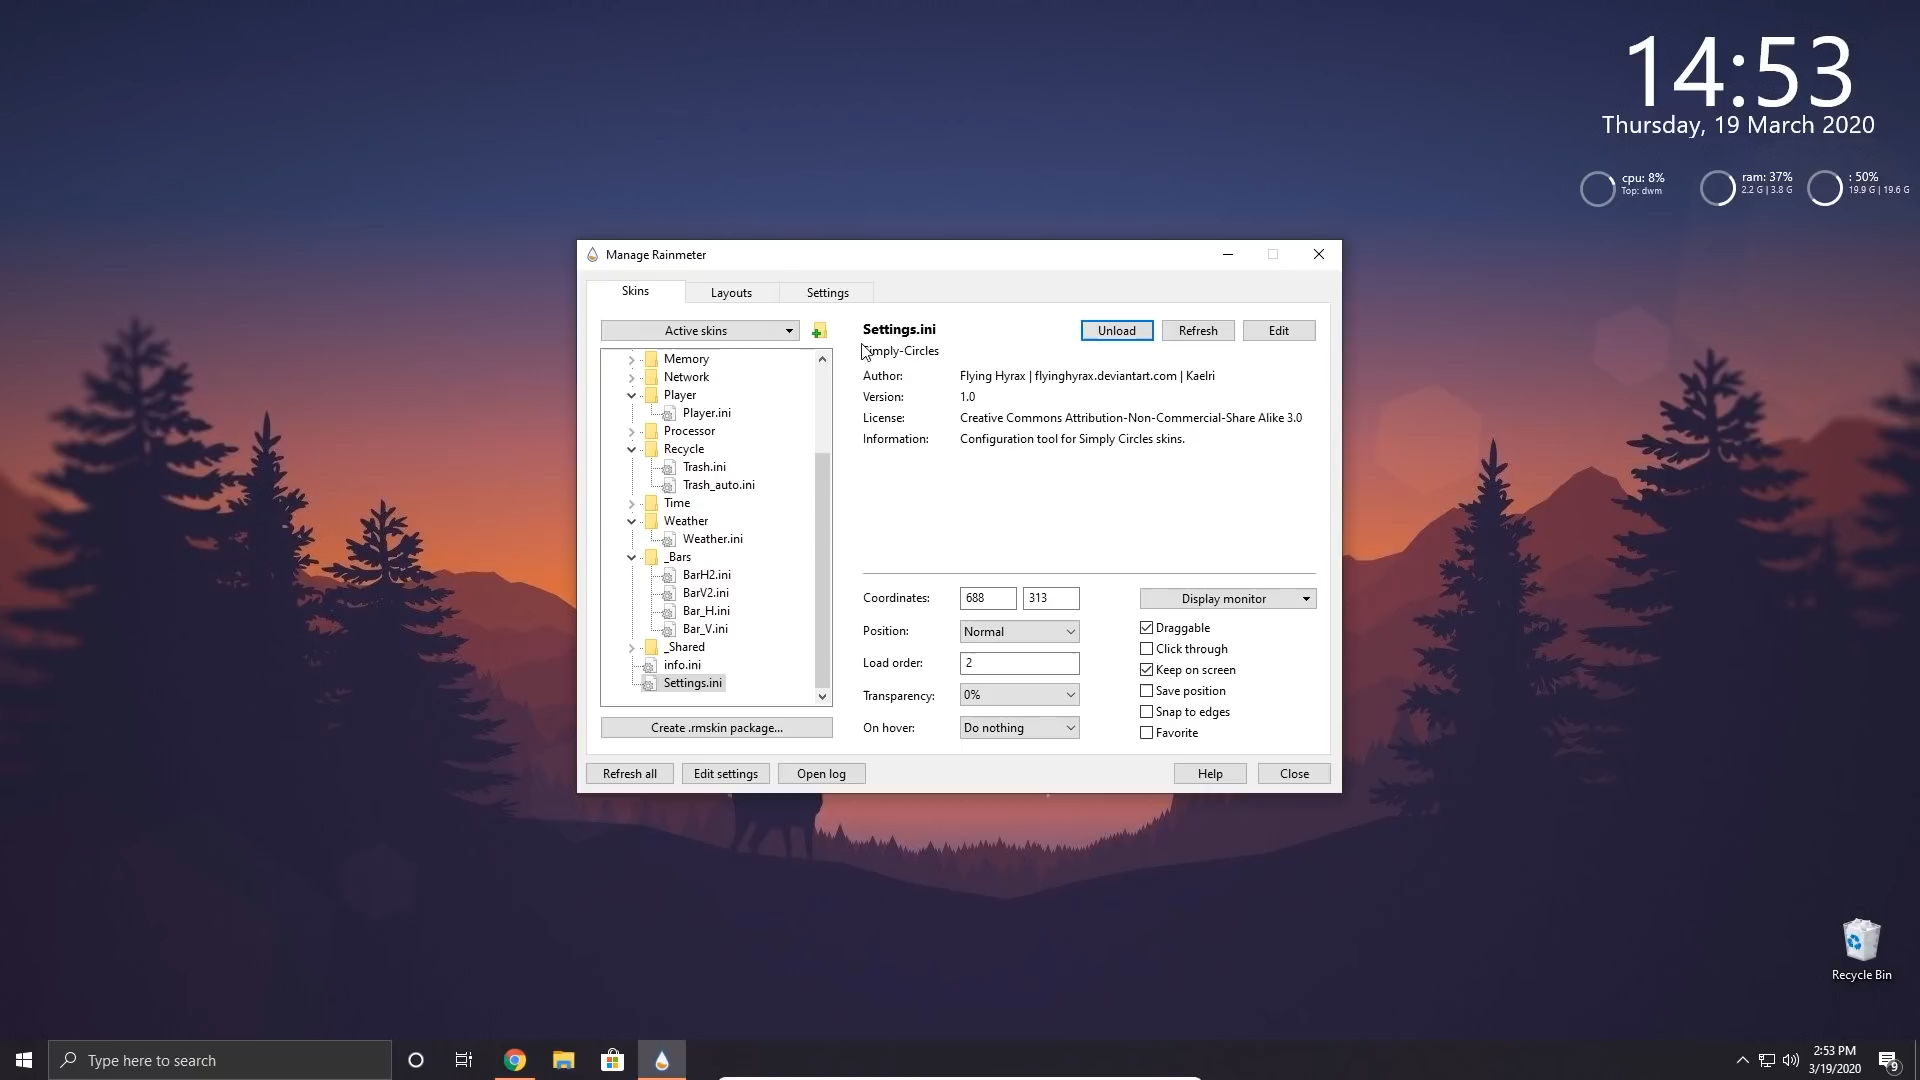 14:53
Thursday, 19 March 2020
cpu: 8%
Top: dwm
ram: 37%
2.2 G | 3.8 G
: 50%
19.9 G | 19.6 G
Manage Rainmeter
Skins
Layouts
Settings
Active skins
Memory
Network
Player
Player.ini
Processor
Recycle
Trash.ini
Trash_auto.ini
Time
Weather
Weather.ini
_Bars
BarH2.ini
BarV2.ini
Bar_H.ini
Bar_V.ini
_Shared
info.ini
Settings.ini
Create .rmskin package...
Settings.ini
Unload
Refresh
Edit
Simply-Circles
Author: Flying Hyrax | flyinghyrax.deviantart.com | Kaelri
Version: 1.0
License: Creative Commons Attribution-Non-Commercial-Share Alike 3.0
Information: Configuration tool for Simply Circles skins.
Coordinates: 688 313
Display monitor
Position: Normal
Draggable
Click through
Load order: 2
Keep on screen
Transparency: 0%
Save position
Snap to edges
On hover: Do nothing
Favorite
Refresh all
Edit settings
Open log
Help
Close
Recycle Bin
Type here to search
2:53 PM
3/19/2020
9